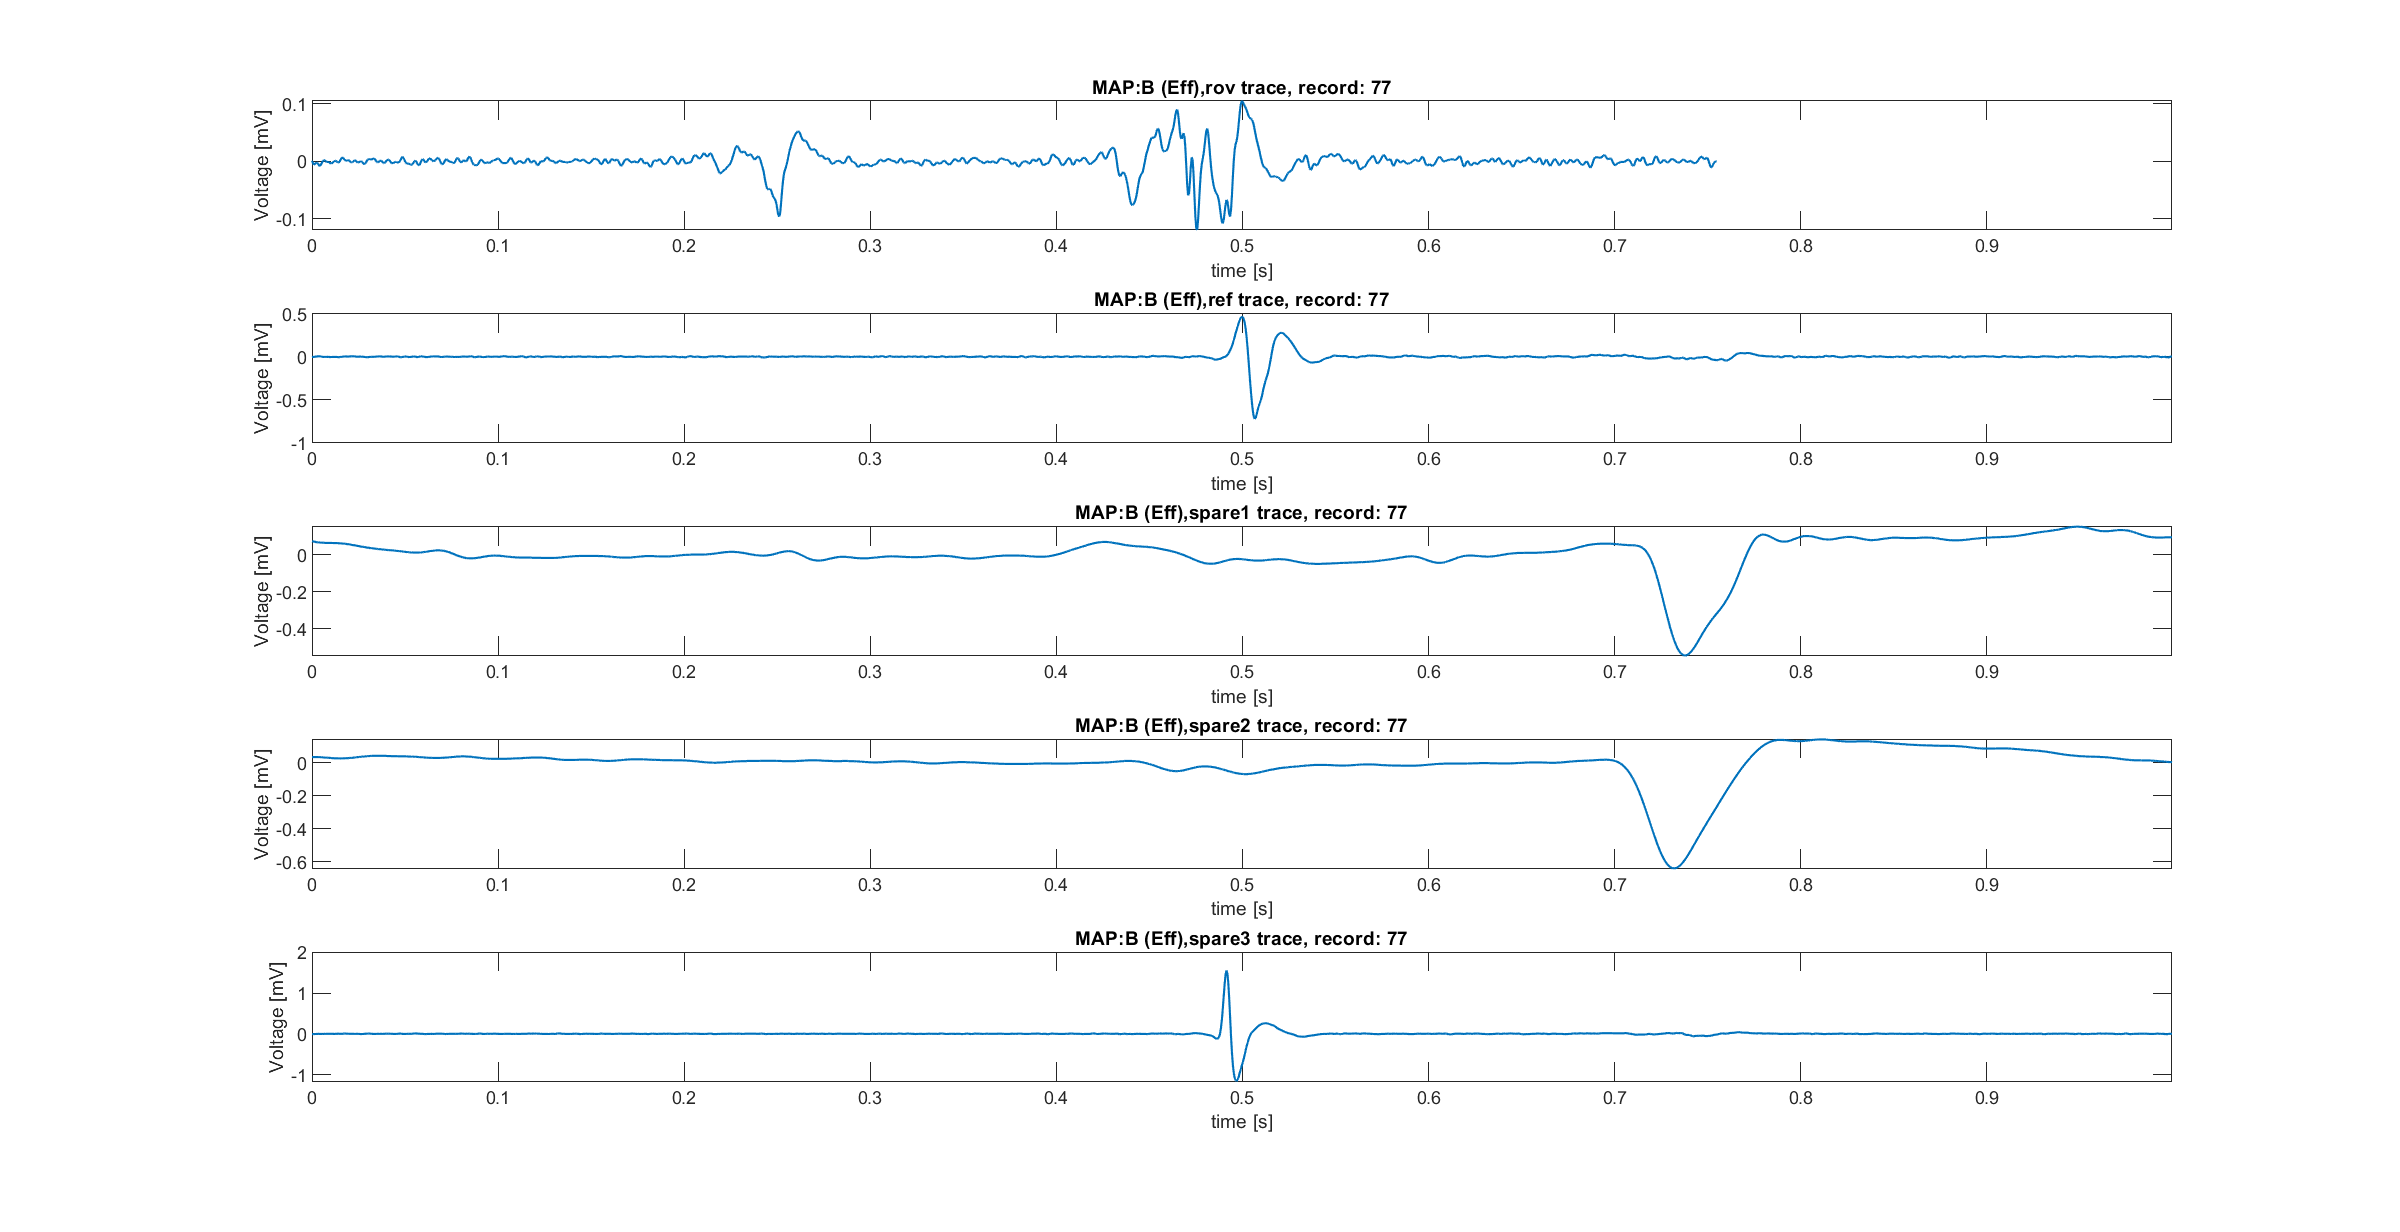 MAP:B (Eff),rov trace, record: 77
Voltage [mV]
0.1
0
-0.1
0 0.1 0.2 0.3 0.4 0.5 0.6 0.7 0.8 0.9
time [s]
MAP:B (Eff),ref trace, record: 77
Voltage [mV]
0.5
0
-0.5
-1
0 0.1 0.2 0.3 0.4 0.5 0.6 0.7 0.8 0.9
time [s]
MAP:B (Eff),spare1 trace, record: 77
Voltage [mV]
0
-0.2
-0.4
0 0.1 0.2 0.3 0.4 0.5 0.6 0.7 0.8 0.9
time [s]
MAP:B (Eff),spare2 trace, record: 77
Voltage [mV]
0
-0.2
-0.4
-0.6
0 0.1 0.2 0.3 0.4 0.5 0.6 0.7 0.8 0.9
time [s]
MAP:B (Eff),spare3 trace, record: 77
Voltage [mV]
2
1
0
-1
0 0.1 0.2 0.3 0.4 0.5 0.6 0.7 0.8 0.9
time [s]